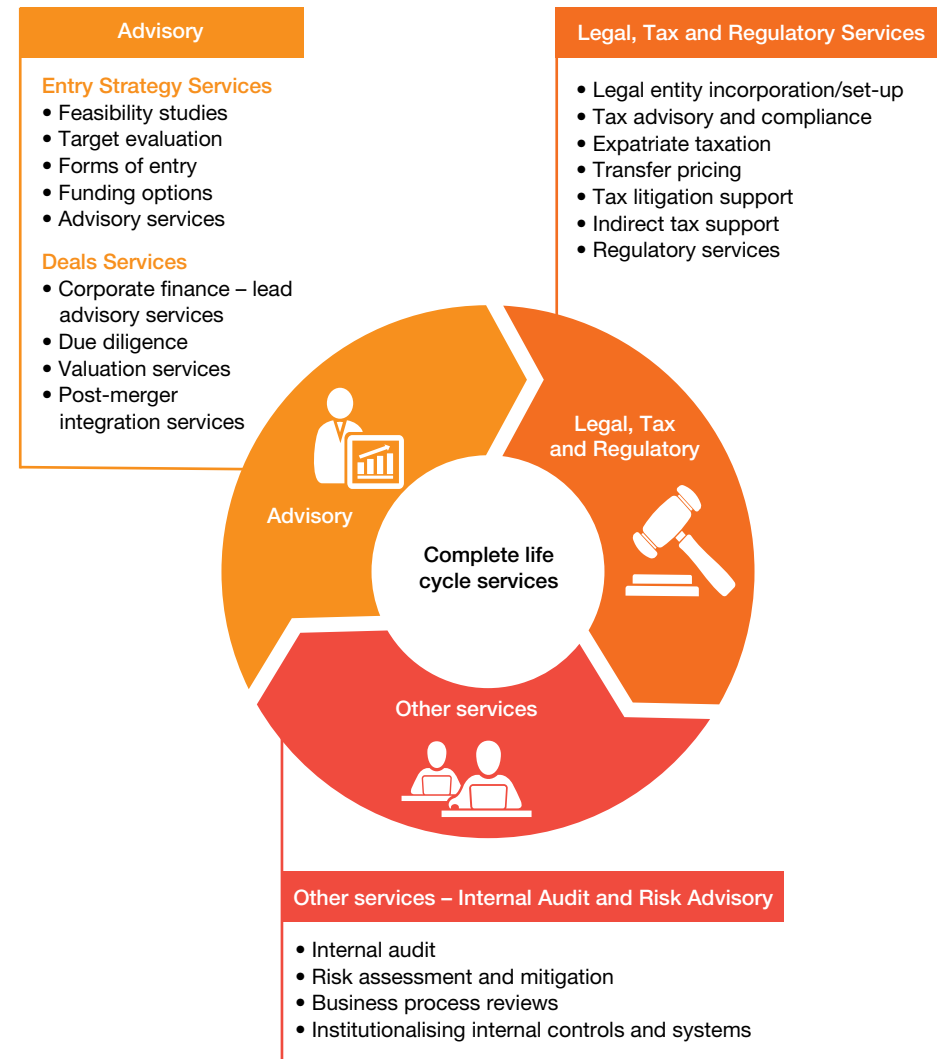 Advisory
Entry Strategy Services
• Feasibility studies
• Target evaluation
• Forms of entry
• Funding options
• Advisory services
Deals Services
• Corporate finance – lead
advisory services
• Due diligence
• Valuation services
• Post-merger
integration services
Legal, Tax and Regulatory Services
• Legal entity incorporation/set-up
• Tax advisory and compliance
• Expatriate taxation
• Transfer pricing
• Tax litigation support
• Indirect tax support
• Regulatory services
Legal, Tax
and Regulatory
Advisory
Complete life
cycle services
Other services
Other services – Internal Audit and Risk Advisory
• Internal audit
• Risk assessment and mitigation
• Business process reviews
• Institutionalising internal controls and systems